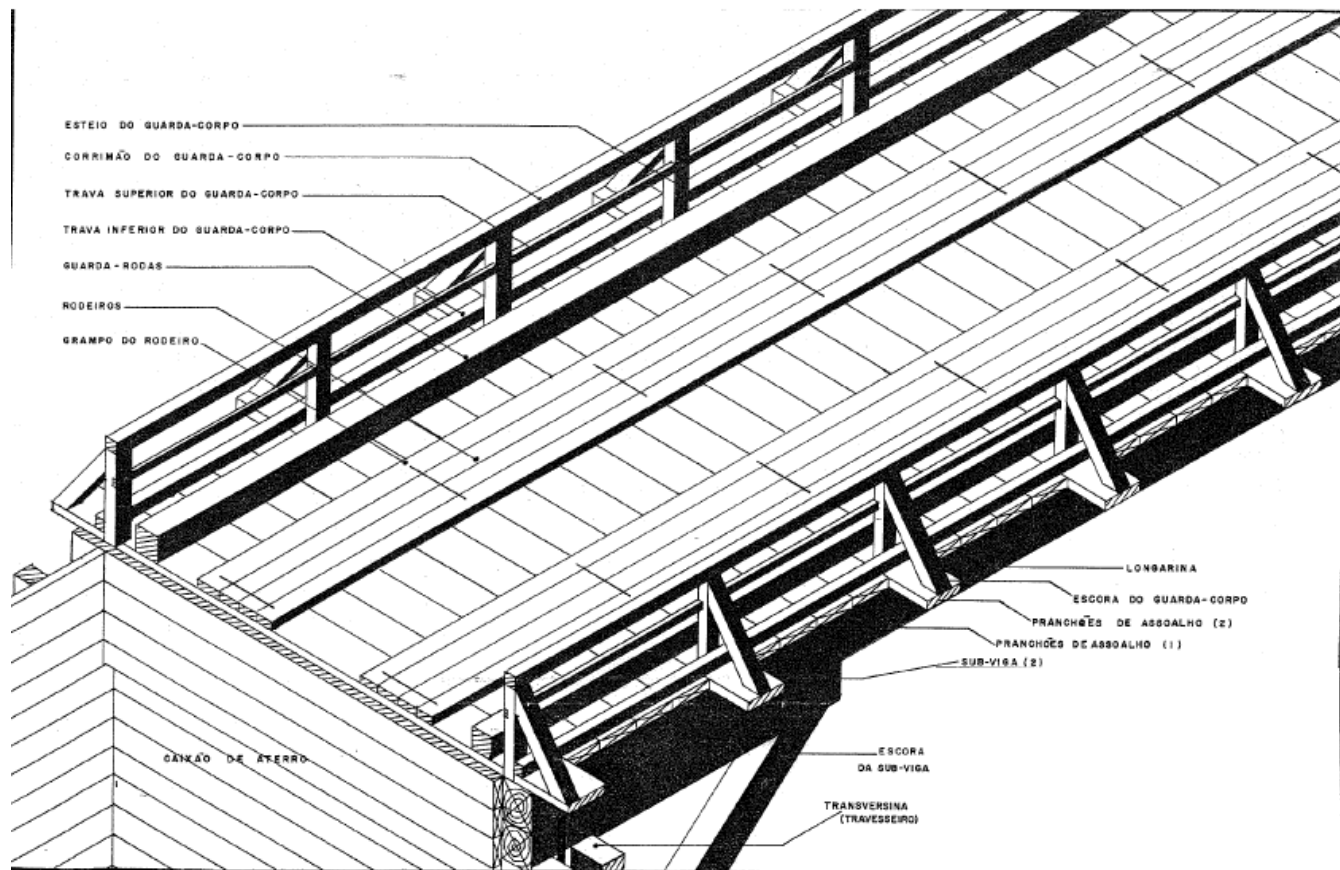 ESTEIO DO GUARDA-CORPO
CORRIMÃO DO GUARDA-CORPO
TRAVA SUPERIOR DO GUARDA-CORPO
TRAVA INFERIOR DO GUARDA-CORPO
GUARDA-RODAS
RODEIROS
GRAMPO DO RODEIRO
LONGARINA
ESCORA DO GUARDA-CORPO
PRANCHÕES DE ASSOALHO (2)
PRANCHÕES DE ASSOALHO (1)
SUB-VIGA (2)
CAIXÃO DE ATERRO
ESCORA
DA SUB-VIGA
TRANSVERSINA
(TRAVESSEIRO)